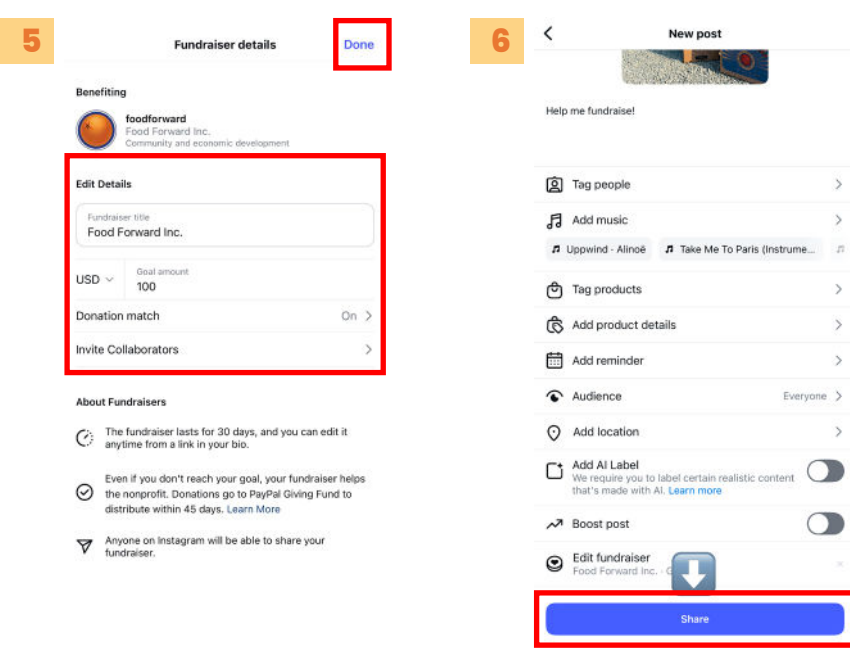 5
Fundraiser details
Done
Benefiting
foodforward
Food Forward Inc.
Community and economic development
Edit Details
Fundraiser title
Food Forward Inc.
USD
Goal amount
100
Donation match
On
Invite Collaborators
About Fundraisers
The fundraiser lasts for 30 days, and you can edit it
anytime from a link in your bio.
Even if you don't reach your goal, your fundraiser helps
the nonprofit. Donations go to PayPal Giving Fund to
distribute within 45 days. Learn More
Anyone on Instagram will be able to share your
fundraiser.
6
New post
Help me fundraise!
Tag people
Add music
Uppwind - Alinoë
Take Me To Paris (Instrume...
Tag products
Add product details
Add reminder
Audience
Everyone
Add location
Add AI Label
We require you to label certain realistic content
that's made with AI. Learn more
Boost post
Edit fundraiser
Food Forward Inc. ·
Share